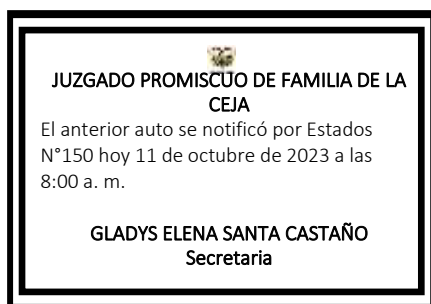 JUZGADO PROMISCUO DE FAMILIA DE LA
CEJA
El anterior auto se notificó por Estados
N°150 hoy 11 de octubre de 2023 a las
8:00 a. m.
GLADYS ELENA SANTA CASTAÑO
Secretaria